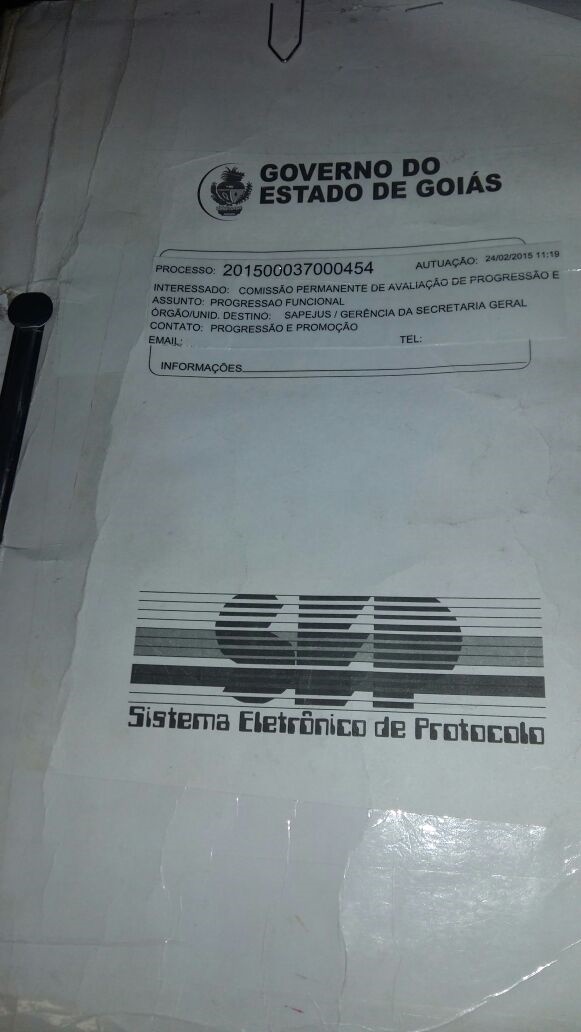 GOVERNO DO
ESTADO DE GOIÁS
PROCESSO: 201500037000454 AUTUAÇÃO: 24/02/2015 11:19
INTERESSADO: COMISSÃO PERMANENTE DE AVALIAÇÃO DE PROGRESSÃO E
ASSUNTO: PROGRESSAO FUNCIONAL
ÓRGÃO/UNID. DESTINO: SAPEJUS / GERÊNCIA DA SECRETARIA GERAL
CONTATO: PROGRESSÃO E PROMOÇÃO
EMAIL: TEL:
INFORMAÇÕES
SEP
Sistema Eletrônico de Protocolo